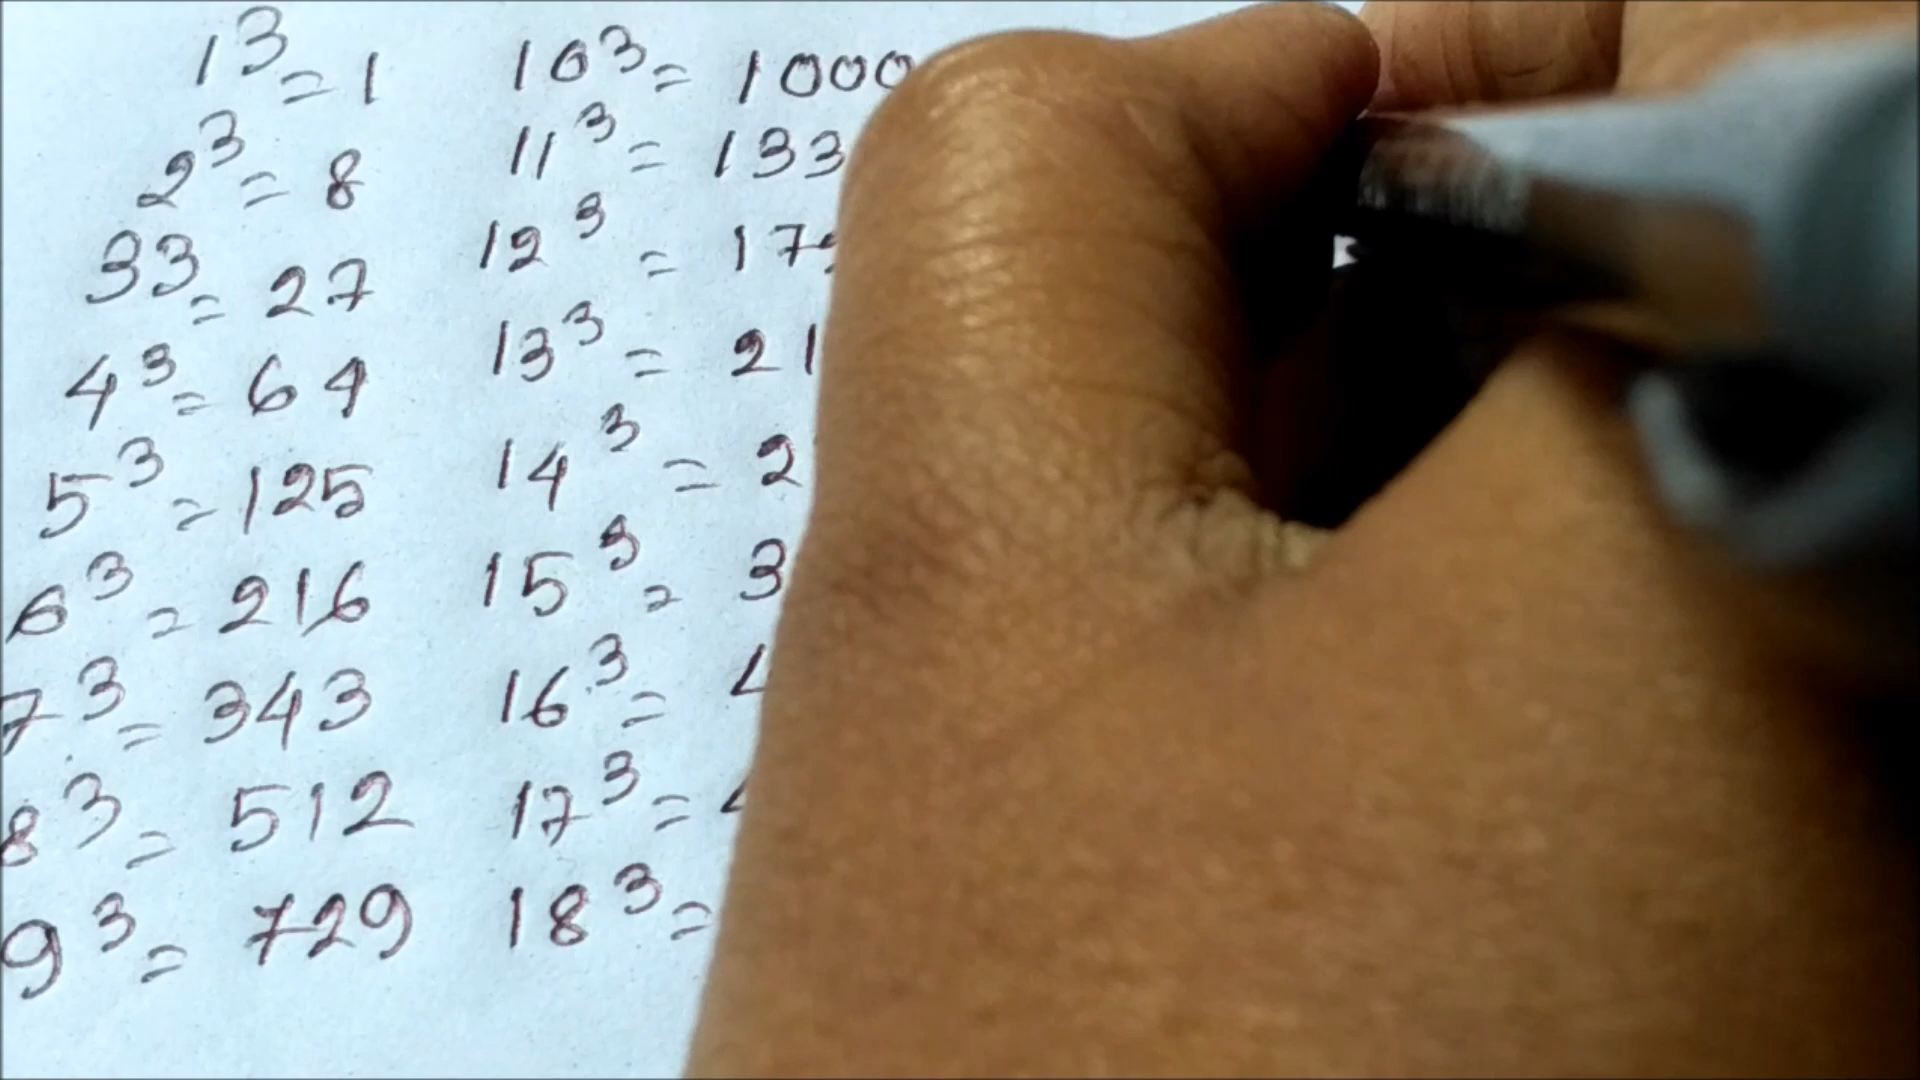 1³ = 1
2³ = 8
3³ = 27
4³ = 64
5³ = 125
6³ = 216
7³ = 343
8³ = 512
9³ = 729
10³ = 1000
11³ = 133
12³ = 17
13³ = 21
14³ = 2
15³ = 3
16³ =
17³ =
18³ =